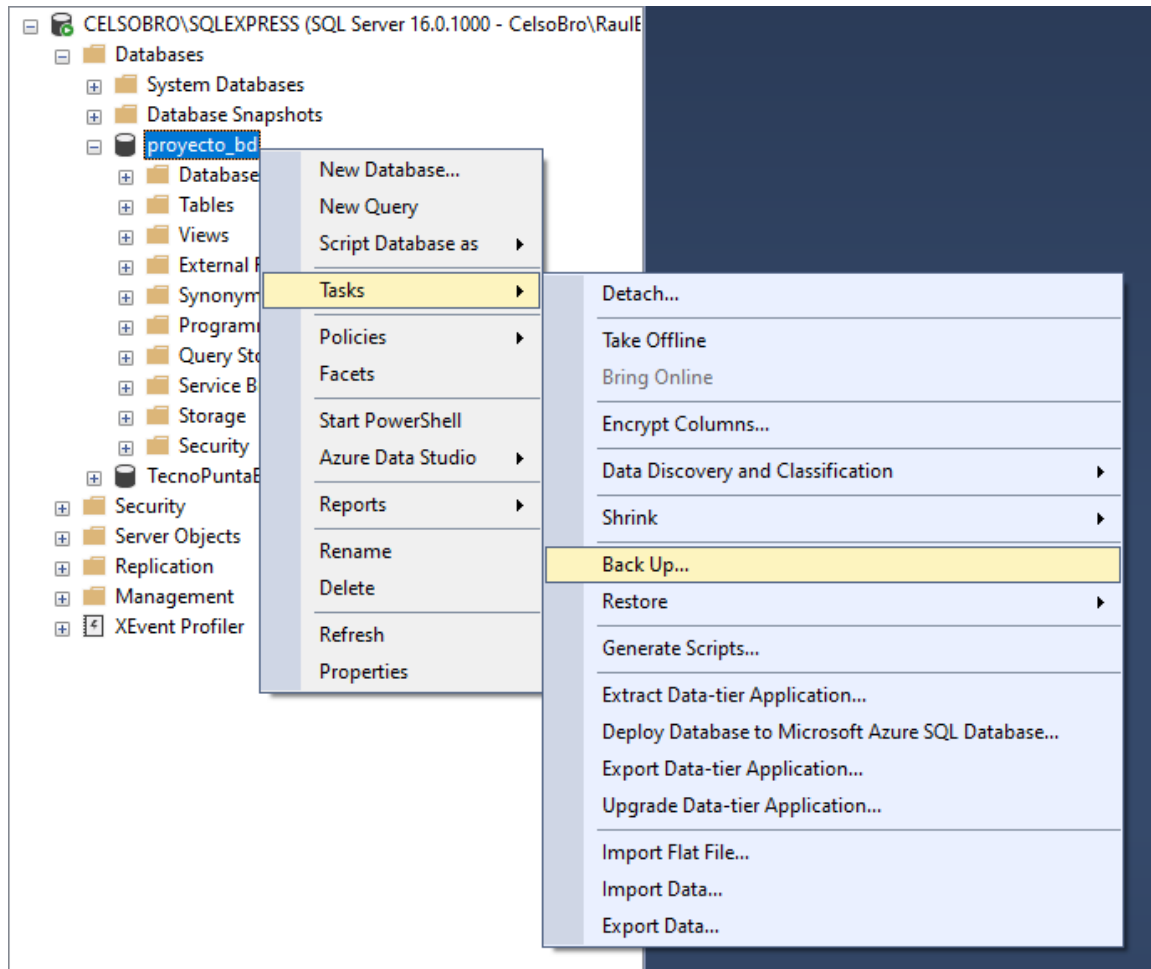 CELSOBRO\SQLEXPRESS (SQL Server 16.0.1000 - CelsoBro\RaulE
Databases
System Databases
Database Snapshots
proyecto_bd
Database
Tables
Views
External
Synonym
Program
Query Sto
Service B
Storage
Security
TecnoPuntaE
Security
Server Objects
Replication
Management
XEvent Profiler
New Database...
New Query
Script Database as
Tasks
Policies
Facets
Start PowerShell
Azure Data Studio
Reports
Rename
Delete
Refresh
Properties
Detach...
Take Offline
Bring Online
Encrypt Columns...
Data Discovery and Classification
Shrink
Back Up...
Restore
Generate Scripts...
Extract Data-tier Application...
Deploy Database to Microsoft Azure SQL Database...
Export Data-tier Application...
Upgrade Data-tier Application...
Import Flat File...
Import Data...
Export Data...